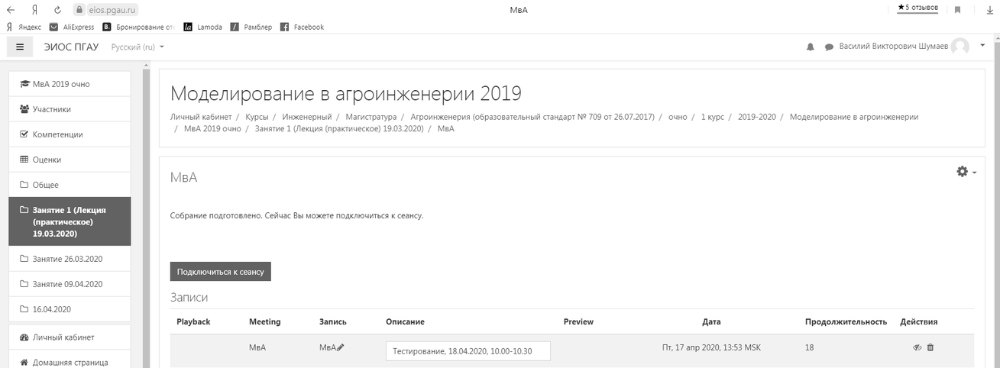 Я eios.pgau.ru МвА ★5 отзывов
Я Яндекс AliExpress B. Бронирование оте la Lamoda Рамблер Facebook
ЭИОС ПГАУ Русский (ru) Василий Викторович Шумаев
МвА 2019 очно
Участники
Компетенции
Оценки
Общее
Занятие 1 (Лекция
(практическое)
19.03.2020)
Занятие 26.03.2020
Занятие 09.04.2020
16.04.2020
Личный кабинет
Домашняя страница
Моделирование в агроинженерии 2019
Личный кабинет / Курсы / Инженерный / Магистратура / Агроинженерия (образовательный стандарт № 709 от 26.07.2017) / очно / 1 курс / 2019-2020 / Моделирование в агроинженерии
/ МвА 2019 очно / Занятие 1 (Лекция (практическое) 19.03.2020) / МвА
МвА
Собрание подготовлено. Сейчас Вы можете подключиться к сеансу.
Подключиться к сеансу
Записи
Playback Meeting Запись Описание Preview Дата Продолжительность Действия
МвА МвА Тестирование, 18.04.2020, 10.00-10.30 Пт, 17 апр 2020, 13:53 MSK 18